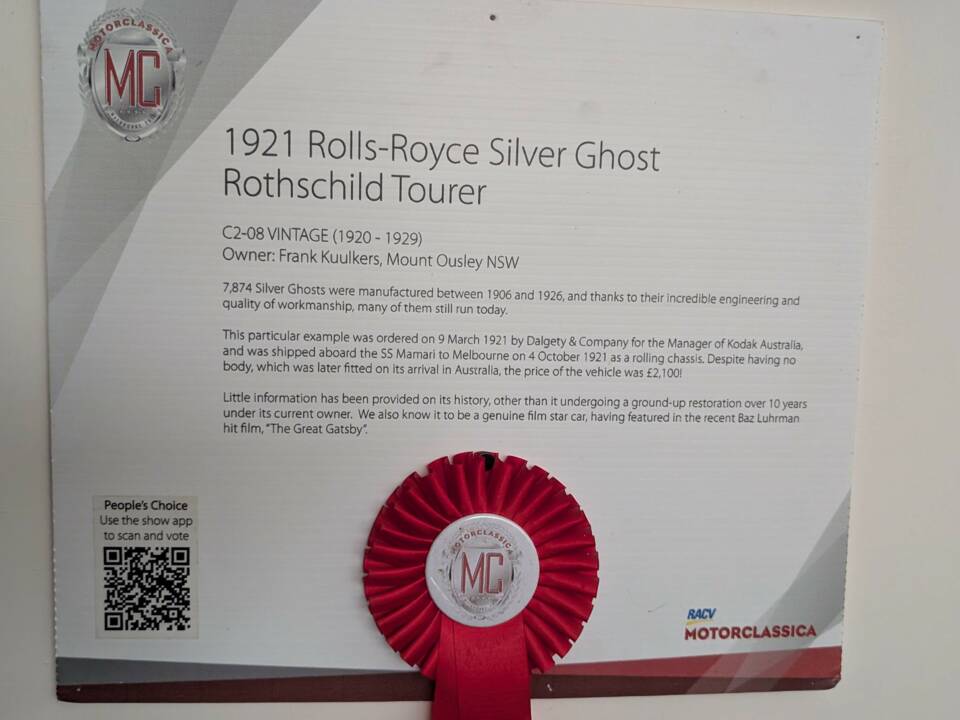 MOTORCLASSICA
MC
1921 Rolls-Royce Silver Ghost
Rothschild Tourer
C2-08 VINTAGE (1920 - 1929)
Owner: Frank Kuulkers, Mount Ousley NSW
7,874 Silver Ghosts were manufactured between 1906 and 1926, and thanks to their incredible engineering and
quality of workmanship, many of them still run today.
This particular example was ordered on 9 March 1921 by Dalgety & Company for the Manager of Kodak Australia,
and was shipped aboard the SS Mamari to Melbourne on 4 October 1921 as a rolling chassis. Despite having no
body, which was later fitted on its arrival in Australia, the price of the vehicle was £2,100!
Little information has been provided on its history, other than it undergoing a ground-up restoration over 10 years
under its current owner. We also know it to be a genuine film star car, having featured in the recent Baz Luhrman
hit film, "The Great Gatsby".
People's Choice
Use the show app
to scan and vote
MOTORCLASSICA
MC
RACV
MOTORCLASSICA